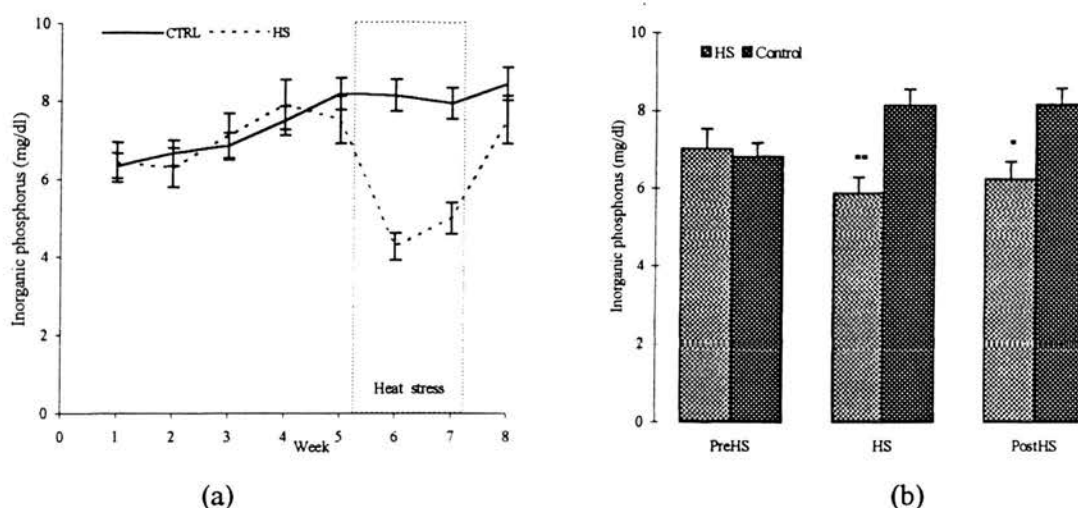 10
8
6
4
2
0
Inorganic phosphorus (mg/dl)
CTRL HS
Heat stress
0 1 2 3 4 5 6 7 8
Week
(a)
10
8
6
4
2
0
Inorganic phosphorus (mg/dl)
HS Control
**
*
PreHS HS PostHS
(b)